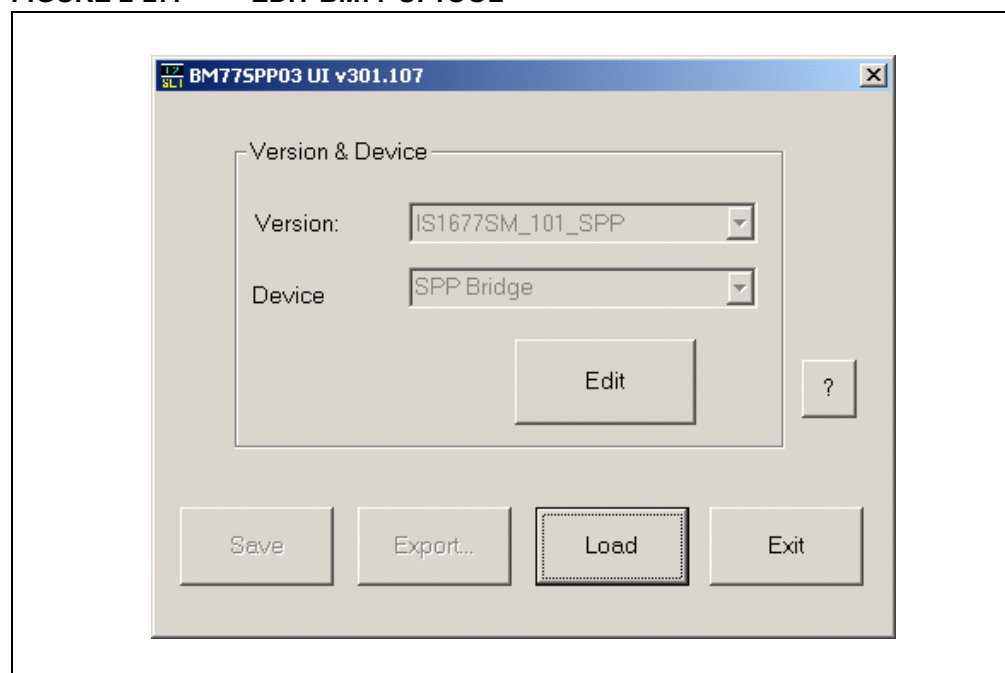 BM77SPP03 UI v301.107
Version & Device
Version: IS1677SM_101_SPP
Device SPP Bridge
Edit
?
Save Export... Load Exit